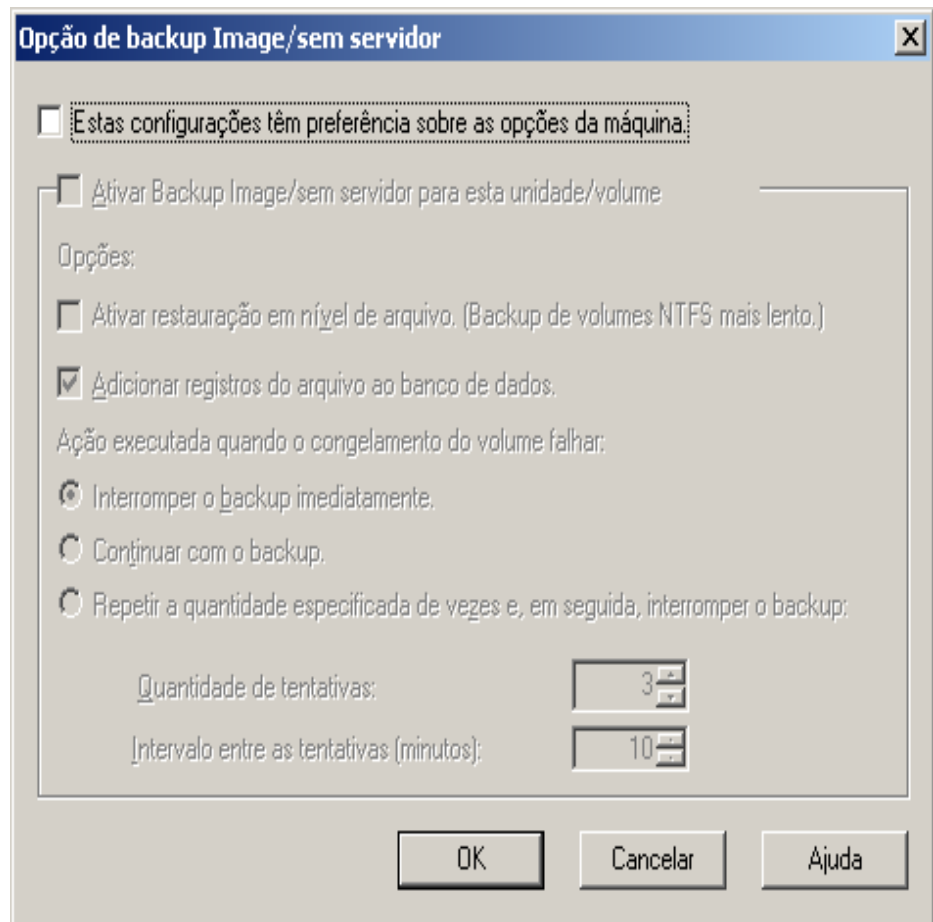 Opção de backup Image/sem servidor
Estas configurações têm preferência sobre as opções da máquina.
Ativar Backup Image/sem servidor para esta unidade/volume
Opções:
Ativar restauração em nível de arquivo. (Backup de volumes NTFS mais lento.)
Adicionar registros do arquivo ao banco de dados.
Ação executada quando o congelamento do volume falhar:
Interromper o backup imediatamente.
Continuar com o backup.
Repetir a quantidade especificada de vezes e, em seguida, interromper o backup:
Quantidade de tentativas: 3
Intervalo entre as tentativas (minutos): 10
OK Cancelar Ajuda